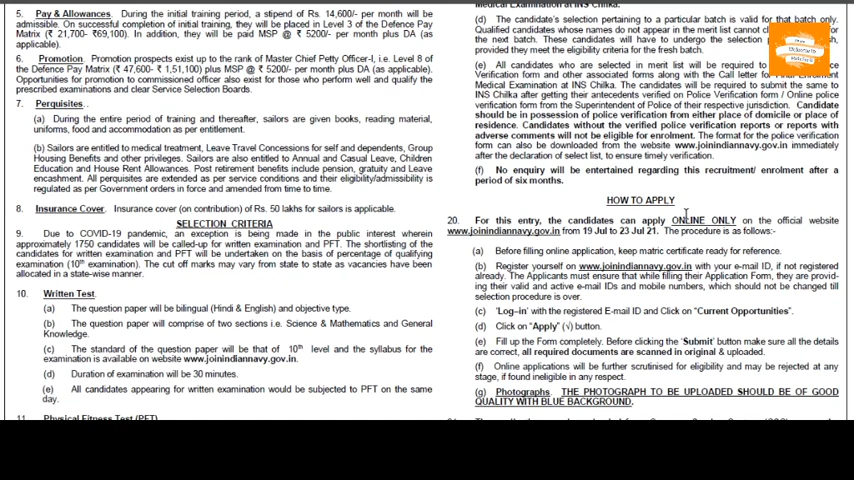 5. Pay & Allowances. During the initial training period, a stipend of Rs. 14,600/- per month will be
admissible. On successful completion of initial training, they will be placed in Level 3 of the Defence Pay
Matrix (₹ 21,700- ₹69,100). In addition, they will be paid MSP @ ₹ 5200/- per month plus DA (as
applicable).
6. Promotion. Promotion prospects exist up to the rank of Master Chief Petty Officer-I, i.e. Level 8 of
the Defence Pay Matrix (₹ 47,600- ₹ 1,51,100) plus MSP @ ₹ 5200/- per month plus DA (as applicable).
Opportunities for promotion to commissioned officer also exist for those who perform well and qualify the
prescribed examinations and clear Service Selection Boards.
7. Perquisites..
(a) During the entire period of training and thereafter, sailors are given books, reading material,
uniforms, food and accommodation as per entitlement.
(b) Sailors are entitled to medical treatment, Leave Travel Concessions for self and dependents, Group
Housing Benefits and other privileges. Sailors are also entitled to Annual and Casual Leave, Children
Education and House Rent Allowances. Post retirement benefits include pension, gratuity and Leave
encashment. All perquisites are extended as per service conditions and their eligibility/admissibility is
regulated as per Government orders in force and amended from time to time.
8. Insurance Cover. Insurance cover (on contribution) of Rs. 50 lakhs for sailors is applicable.
SELECTION CRITERIA
9. Due to COVID-19 pandemic, an exception is being made in the public interest wherein
approximately 1750 candidates will be called-up for written examination and PFT. The shortlisting of the
candidates for written examination and PFT will be undertaken on the basis of percentage of qualifying
examination (10th examination). The cut off marks may vary from state to state as vacancies have been
allocated in a state-wise manner.
10. Written Test.
(a) The question paper will be bilingual (Hindi & English) and objective type.
(b) The question paper will comprise of two sections i.e. Science & Mathematics and General
Knowledge.
(c) The standard of the question paper will be that of 10th level and the syllabus for the
examination is available on website www.joinindiannavy.gov.in.
(d) Duration of examination will be 30 minutes.
(e) All candidates appearing for written examination would be subjected to PFT on the same
day.
11. Physical Fitness Test (PFT)
Medical Examination at INS Chilka.
(d) The candidate's selection pertaining to a particular batch is valid for that batch only.
Qualified candidates whose names do not appear in the merit list cannot
the next batch. These candidates will have to undergo the selection
provided they meet the eligibility criteria for the fresh batch.
(e) All candidates who are selected in merit list will be required to
Verification form and other associated forms along with the Call letter for Final Enrolment
Medical Examination at INS Chilka. The candidates will be required to submit the same to
INS Chilka after getting their antecedents verified on Police Verification form / Online police
verification form from the Superintendent of Police of their respective jurisdiction. Candidate
should be in possession of police verification from either place of domicile or place of
residence. Candidates without the verified police verification reports or reports with
adverse comments will not be eligible for enrolment. The format for the police verification
form can also be downloaded from the website www.joinindiannavy.gov.in immediately
after the declaration of select list, to ensure timely verification.
(f) No enquiry will be entertained regarding this recruitment/ enrolment after a
period of six months.
HOW TO APPLY
20. For this entry, the candidates can apply ONLINE ONLY on the official website
www.joinindiannavy.gov.in from 19 Jul to 23 Jul 21. The procedure is as follows:-
(a) Before filling online application, keep matric certificate ready for reference.
(b) Register yourself on www.joinindiannavy.gov.in with your e-mail ID, if not registered
already. The Applicants must ensure that while filling their Application Form, they are provid-
ing their valid and active e-mail IDs and mobile numbers, which should not be changed till
selection procedure is over.
(c) 'Log–in' with the registered E-mail ID and Click on "Current Opportunities".
(d) Click on "Apply" (√) button.
(e) Fill up the Form completely. Before clicking the 'Submit' button make sure all the details
are correct, all required documents are scanned in original & uploaded.
(f) Online applications will be further scrutinised for eligibility and may be rejected at any
stage, if found ineligible in any respect.
(g) Photographs. THE PHOTOGRAPH TO BE UPLOADED SHOULD BE OF GOOD
QUALITY WITH BLUE BACKGROUND.